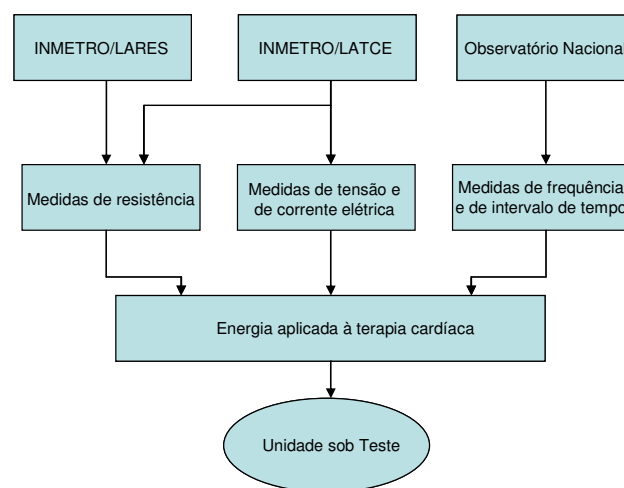 INMETRO/LARES
INMETRO/LATCE
Observatório Nacional
Medidas de resistência
Medidas de tensão e
de corrente elétrica
Medidas de frequência
e de intervalo de tempo
Energia aplicada à terapia cardíaca
Unidade sob Teste